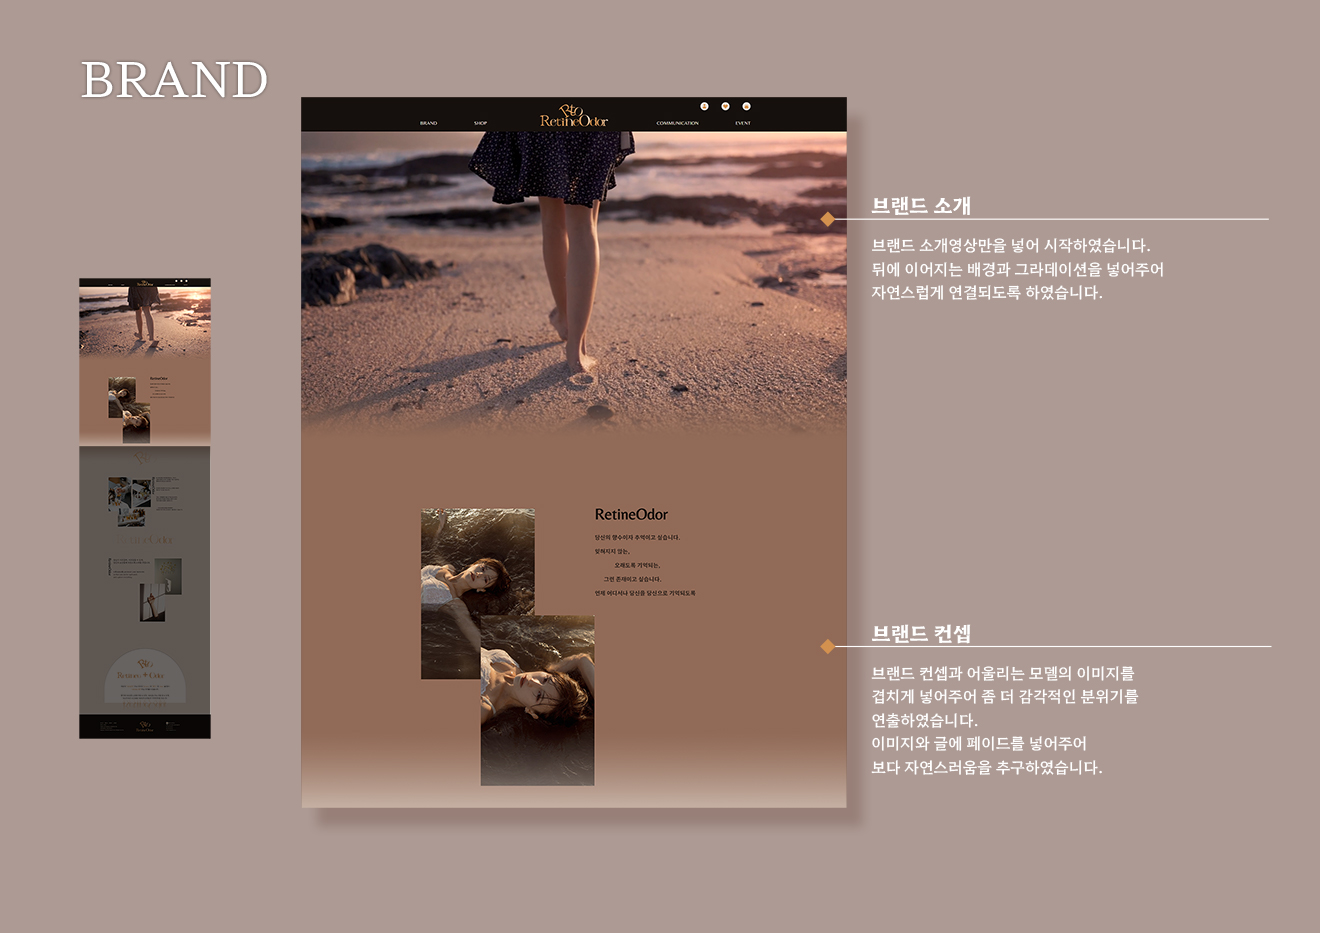 BRAND
BRAND
SHOP
Rto
RetineOdor
COMMUNICATION
EVENT
브랜드 소개
브랜드 소개영상만을 넣어 시작하였습니다.
뒤에 이어지는 배경과 그라데이션을 넣어주어
자연스럽게 연결되도록 하였습니다.
RetineOdor
당신의 향수이자 추억이고 싶습니다.
잊혀지지 않는,
오래도록 기억되는,
그런 존재이고 싶습니다.
언제 어디서나 당신을 당신으로 기억되도록
브랜드 컨셉
브랜드 컨셉과 어울리는 모델의 이미지를
겹치게 넣어주어 좀 더 감각적인 분위기를
연출하였습니다.
이미지와 글에 페이드를 넣어주어
보다 자연스러움을 추구하였습니다.